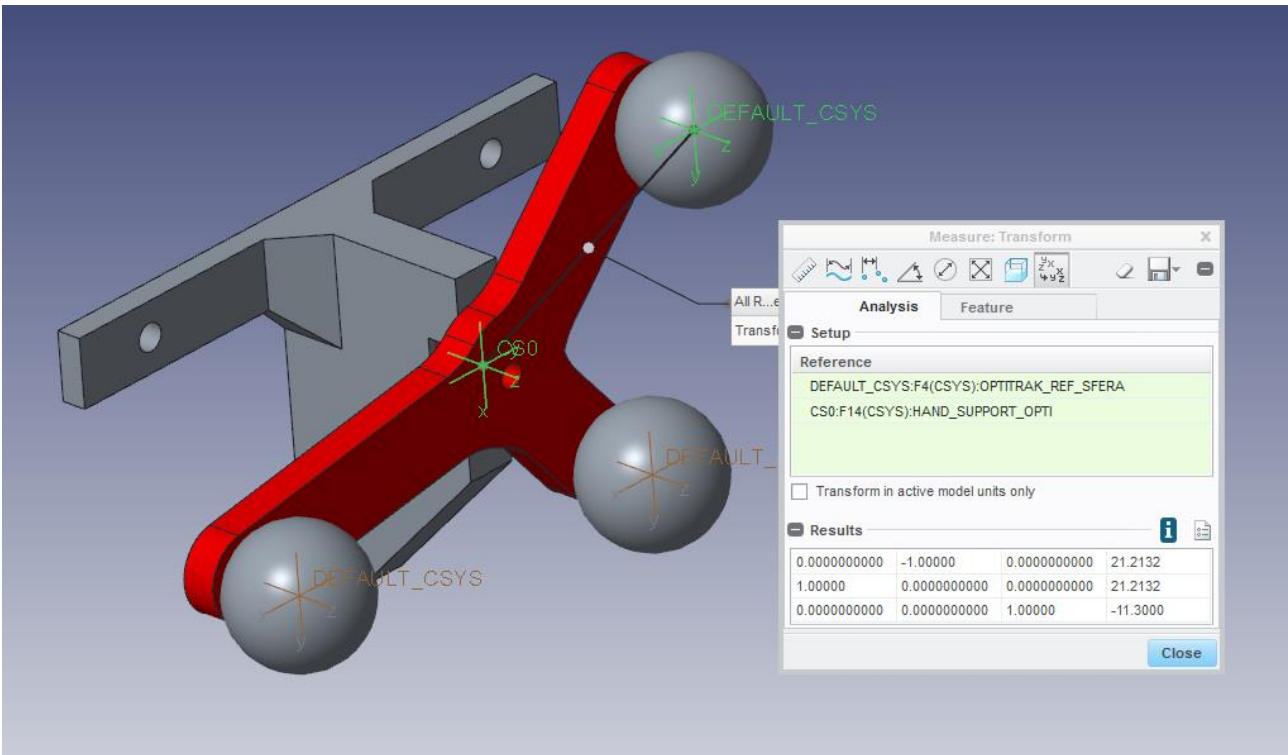 DEFAULT_CSYS
CS0
y
z
x
z
y
DEFAULT_
z
y
DEFAULT_CSYS
z
y
All R...e
Transf
Measure: Transform
Analysis Feature
Setup
Reference
DEFAULT_CSYS:F4(CSYS):OPTITRAK_REF_SFERA
CS0:F14(CSYS):HAND_SUPPORT_OPTI
Transform in active model units only
Results
0.0000000000 -1.00000 0.0000000000 21.2132
1.00000 0.0000000000 0.0000000000 21.2132
0.0000000000 0.0000000000 1.00000 -11.3000
Close